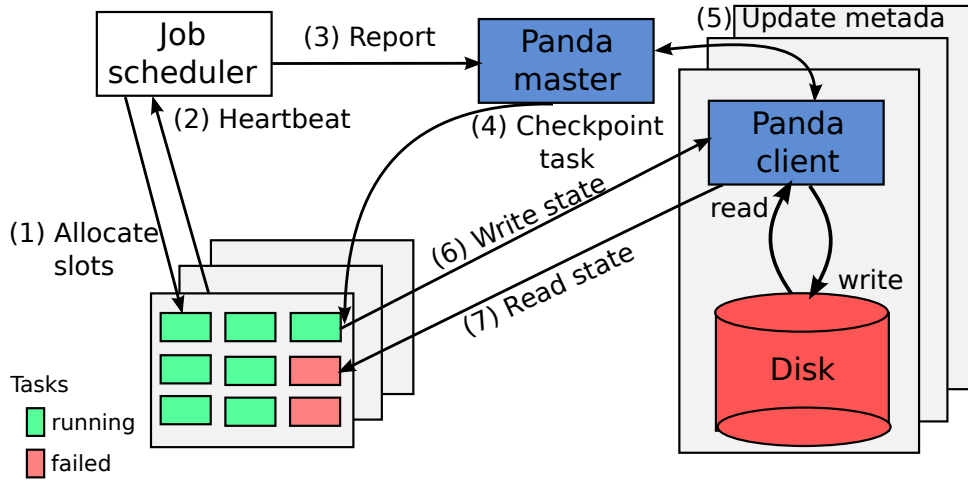 Job
scheduler
(3) Report
Panda
master
(5)
Update metada
(2) Heartbeat
(4) Checkpoint
task
Panda
client
(1) Allocate
slots
(6) Write state
(7) Read state
read
write
Disk
Tasks
running
failed